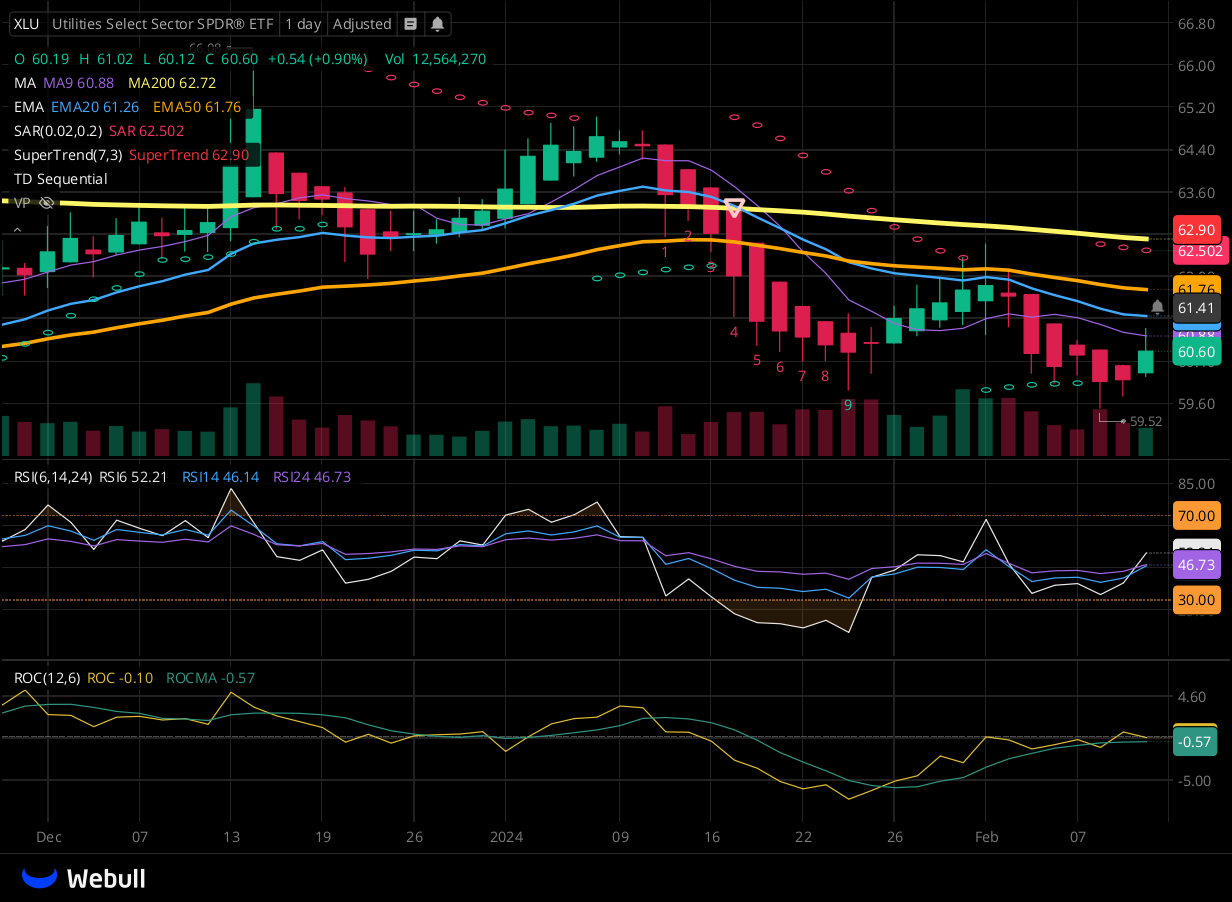 XLU Utilities Select Sector SPDR® ETF 1 day Adjusted
O 60.19 H 61.02 L 60.12 C 60.60 +0.54 (+0.90%) Vol 12,564,270
MA MA9 60.88 MA200 62.72
EMA EMA20 61.26 EMA50 61.76
SAR(0.02,0.2) SAR 62.502
SuperTrend(7,3) SuperTrend 62.90
TD Sequential
VP
66.80
66.00
65.20
64.40
63.60
62.90
62.502
61.76
61.41
60.88
60.60
59.60
1
2
3
4
5
6
7
8
9
59.52
RSI(6,14,24) RSI6 52.21 RSI14 46.14 RSI24 46.73
85.00
70.00
46.73
30.00
ROC(12,6) ROC -0.10 ROCMA -0.57
4.60
-0.57
-5.00
Dec 07 13 19 26 2024 09 16 22 26 Feb 07
Webull